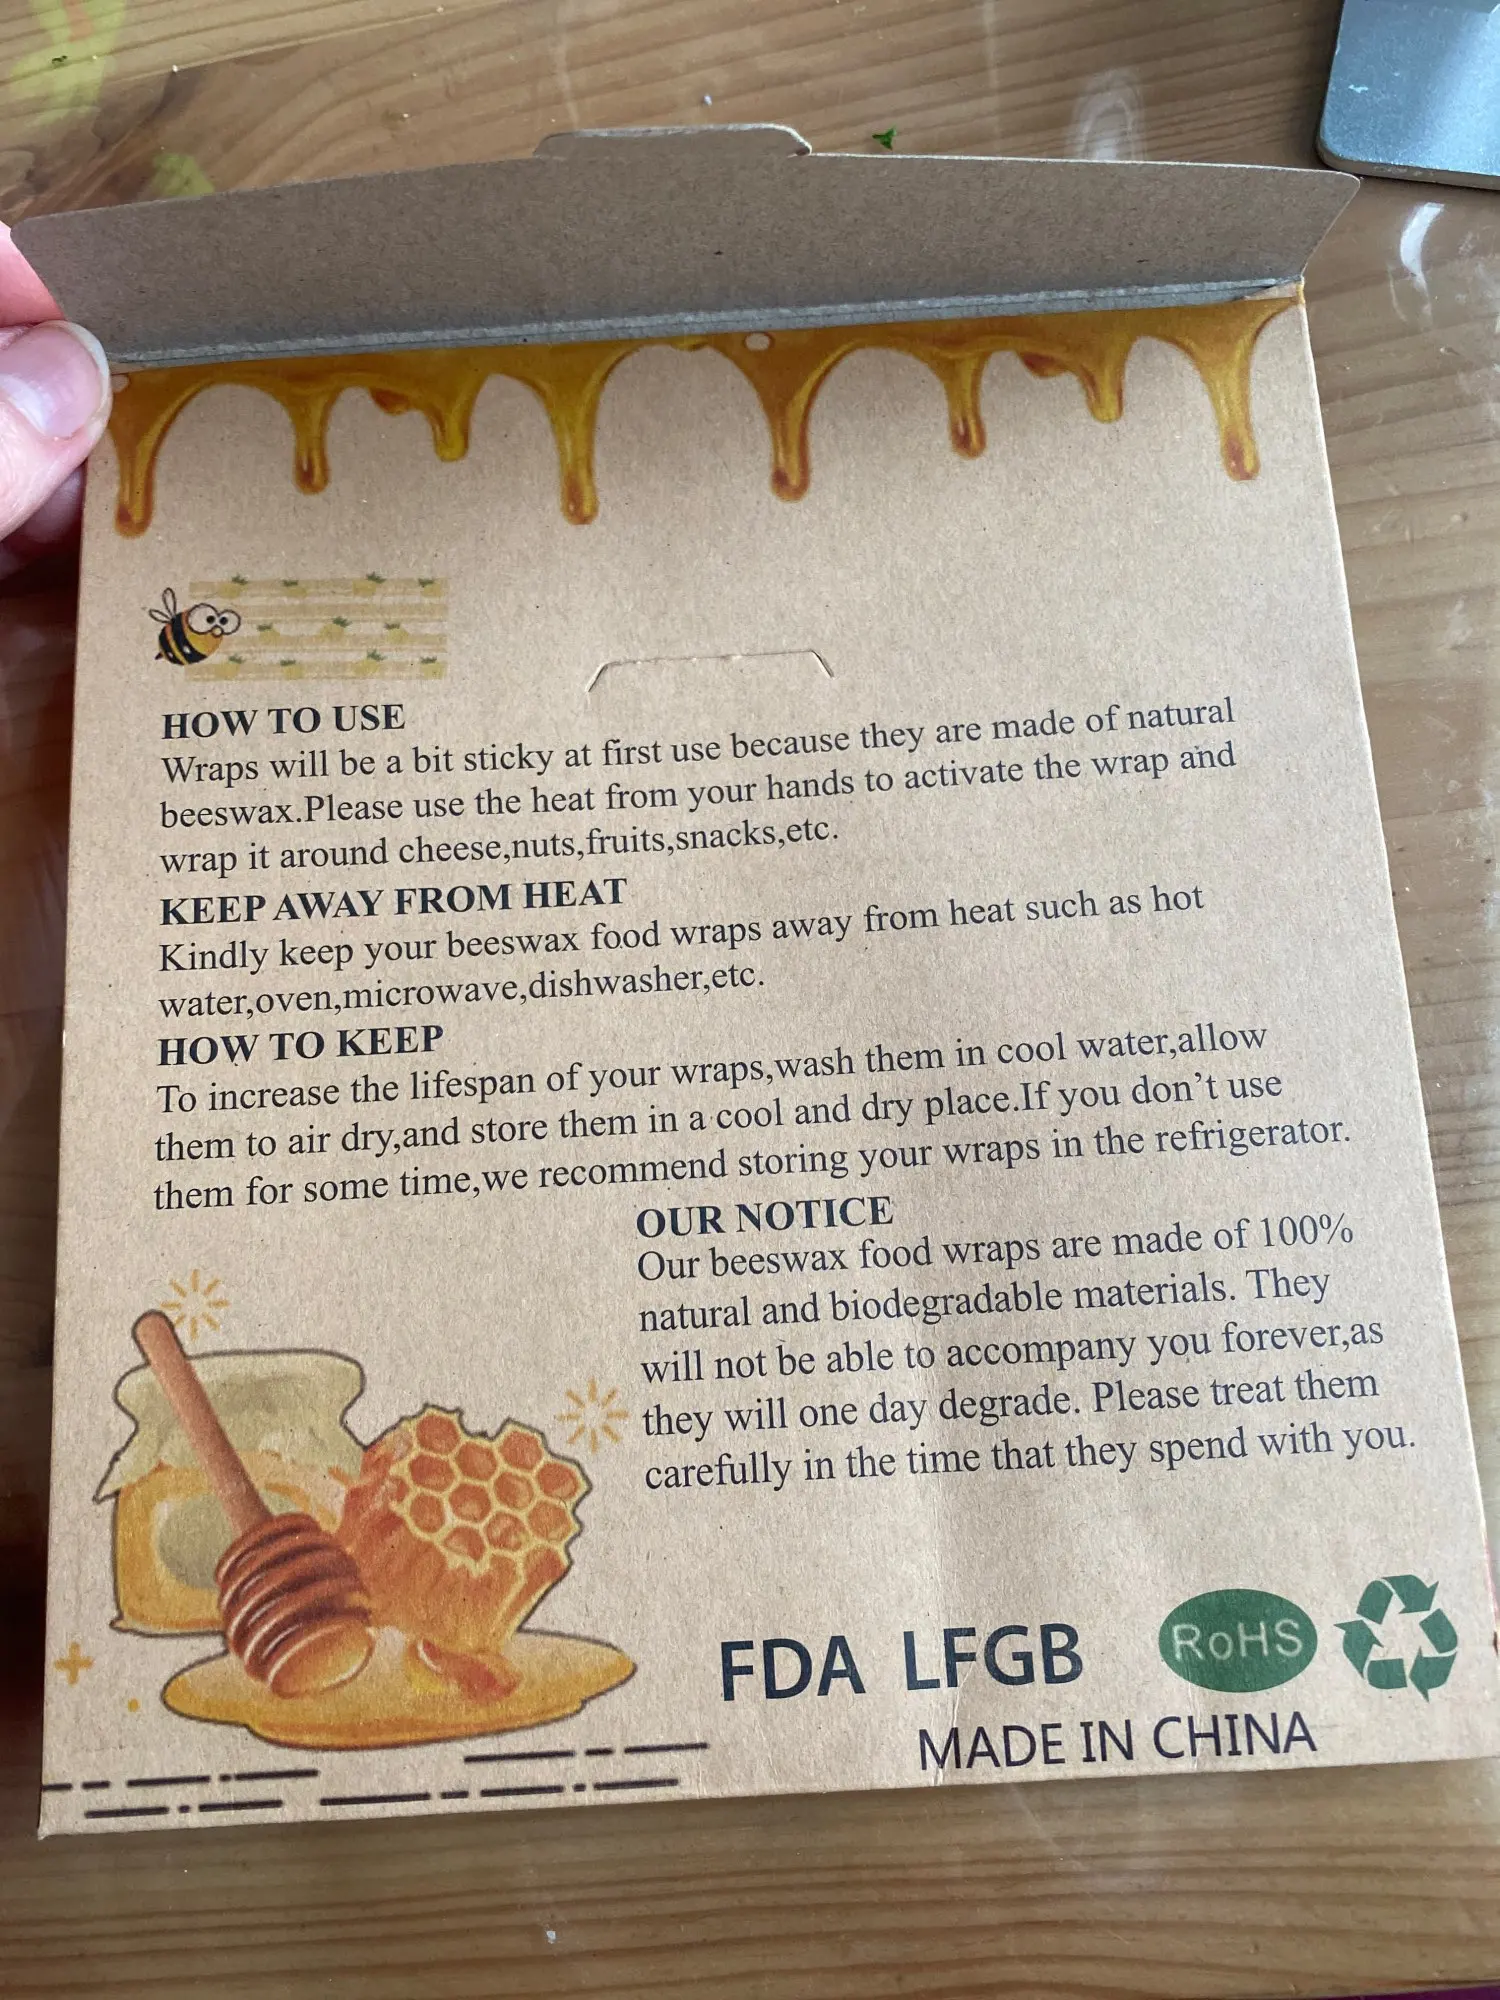 HOW TO USE
Wraps will be a bit sticky at first use because they are made of natural
beeswax.Please use the heat from your hands to activate the wrap and
wrap it around cheese,nuts,fruits,snacks,etc.
KEEP AWAY FROM HEAT
Kindly keep your beeswax food wraps away from heat such as hot
water,oven,microwave,dishwasher,etc.
HOW TO KEEP
To increase the lifespan of your wraps,wash them in cool water,allow
them to air dry,and store them in a cool and dry place.If you don’t use
them for some time,we recommend storing your wraps in the refrigerator.
OUR NOTICE
Our beeswax food wraps are made of 100%
natural and biodegradable materials. They
will not be able to accompany you forever,as
they will one day degrade. Please treat them
carefully in the time that they spend with you.
FDA LFGB RoHS
MADE IN CHINA